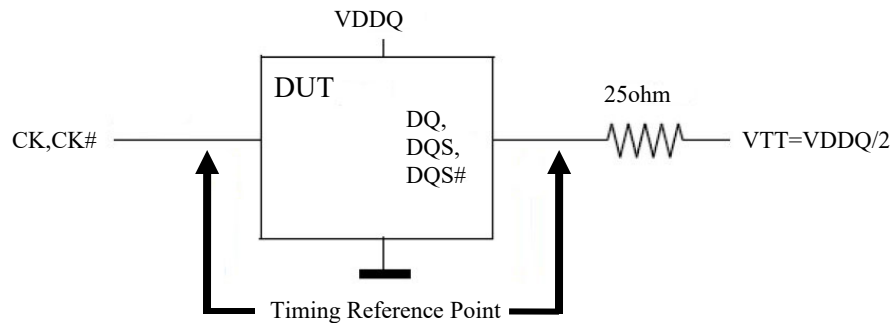 VDDQ
DUT
25ohm
CK,CK#
DQ,
DQS,
DQS#
VTT=VDDQ/2
Timing Reference Point